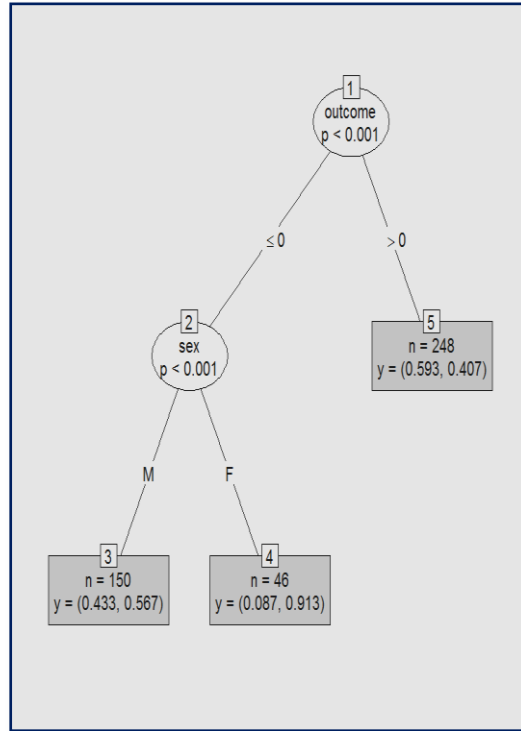 1
outcome
p < 0.001
≤ 0
> 0
2
sex
p < 0.001
5
n = 248
y = (0.593, 0.407)
M
F
3
n = 150
y = (0.433, 0.567)
4
n = 46
y = (0.087, 0.913)